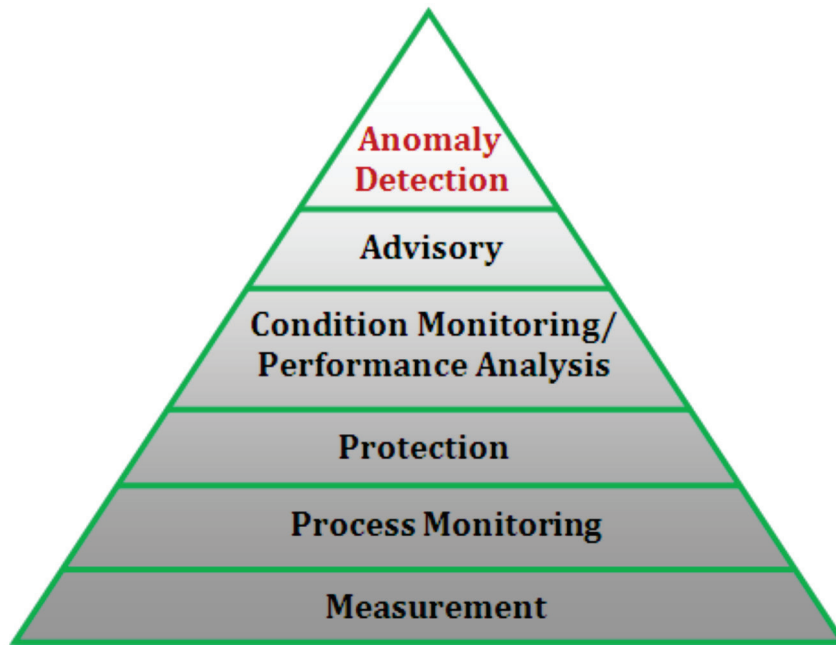 Anomaly
Detection
Advisory
Condition Monitoring/
Performance Analysis
Protection
Process Monitoring
Measurement